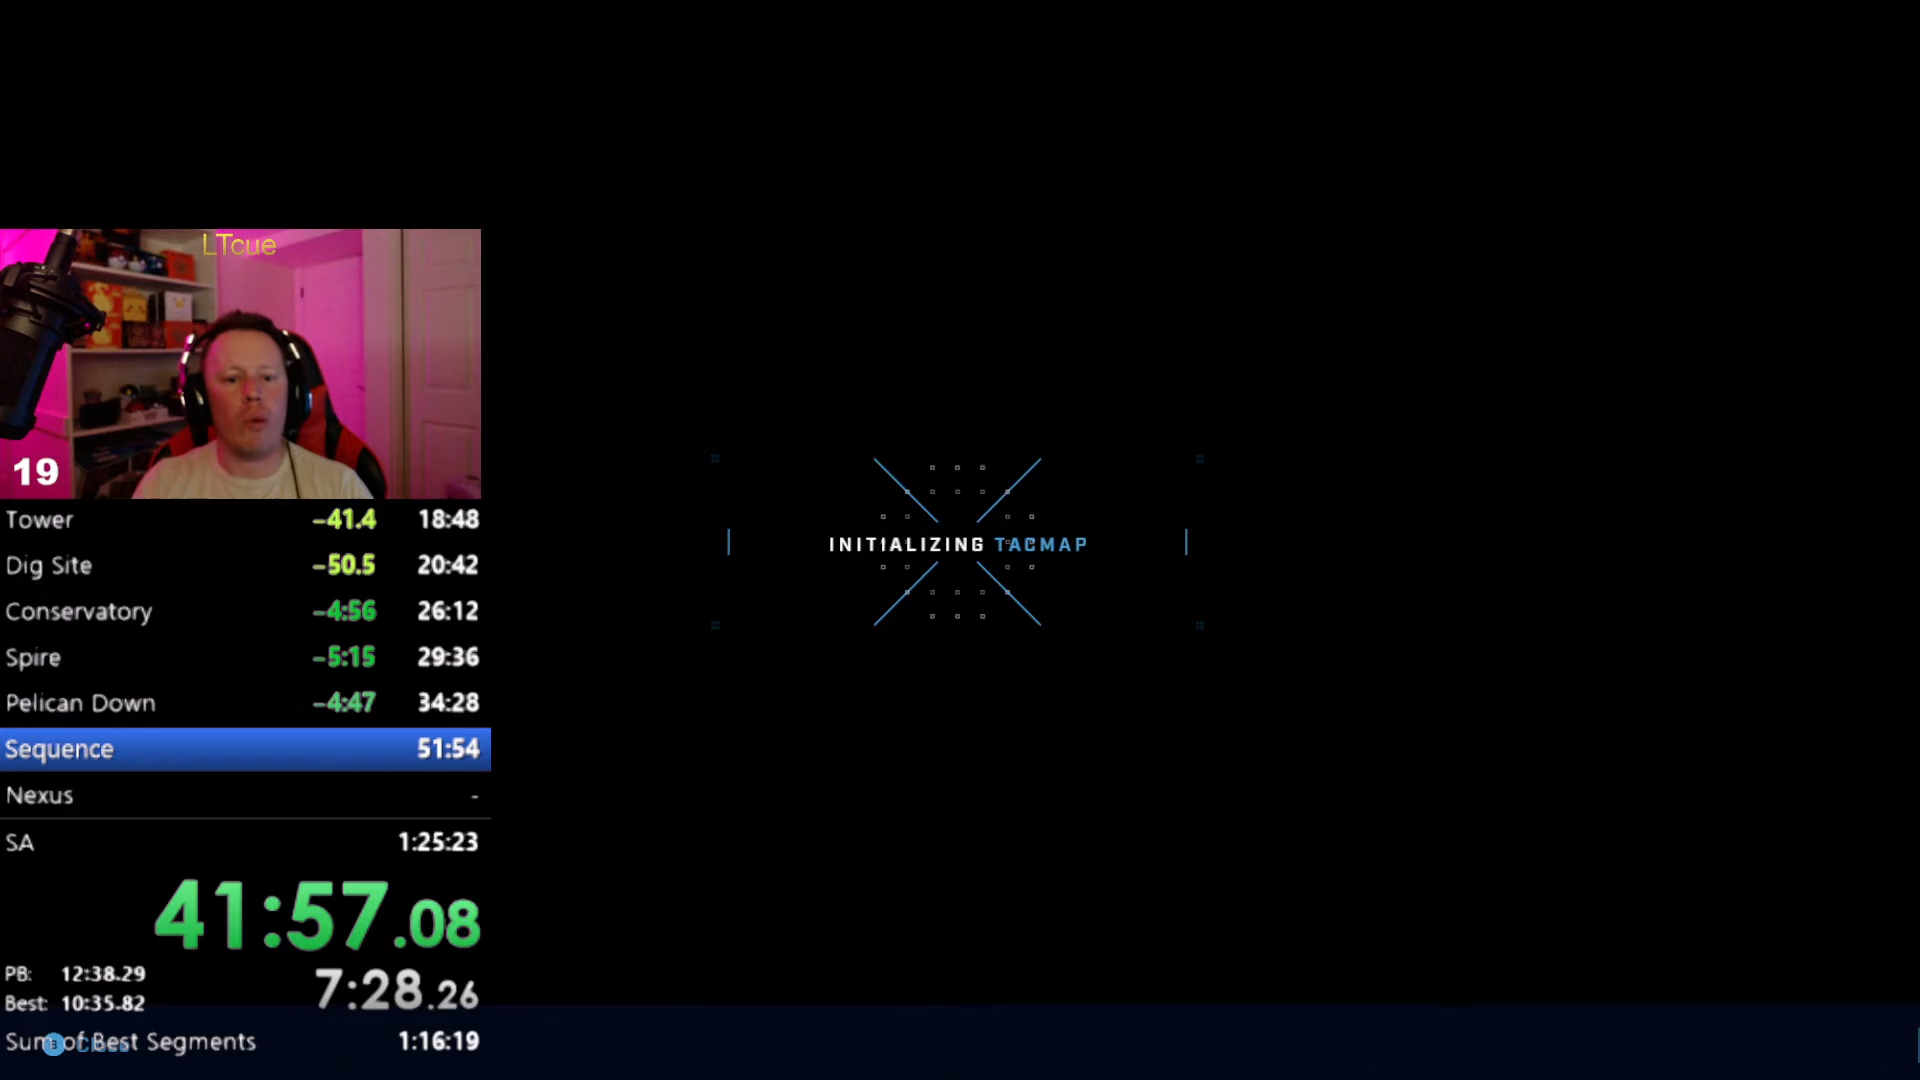 LTcue
19
Tower -41.4 18:48
Dig Site -50.5 20:42
Conservatory -4:56 26:12
Spire -5:15 29:36
Pelican Down -4:47 34:28
Sequence 51:54
Nexus -
SA 1:25:23
41:57.08
PB: 12:38.29
7:28.26
Best: 10:35.82
Sum of Best Segments 1:16:19
B Close
INITIALIZING TACMAP